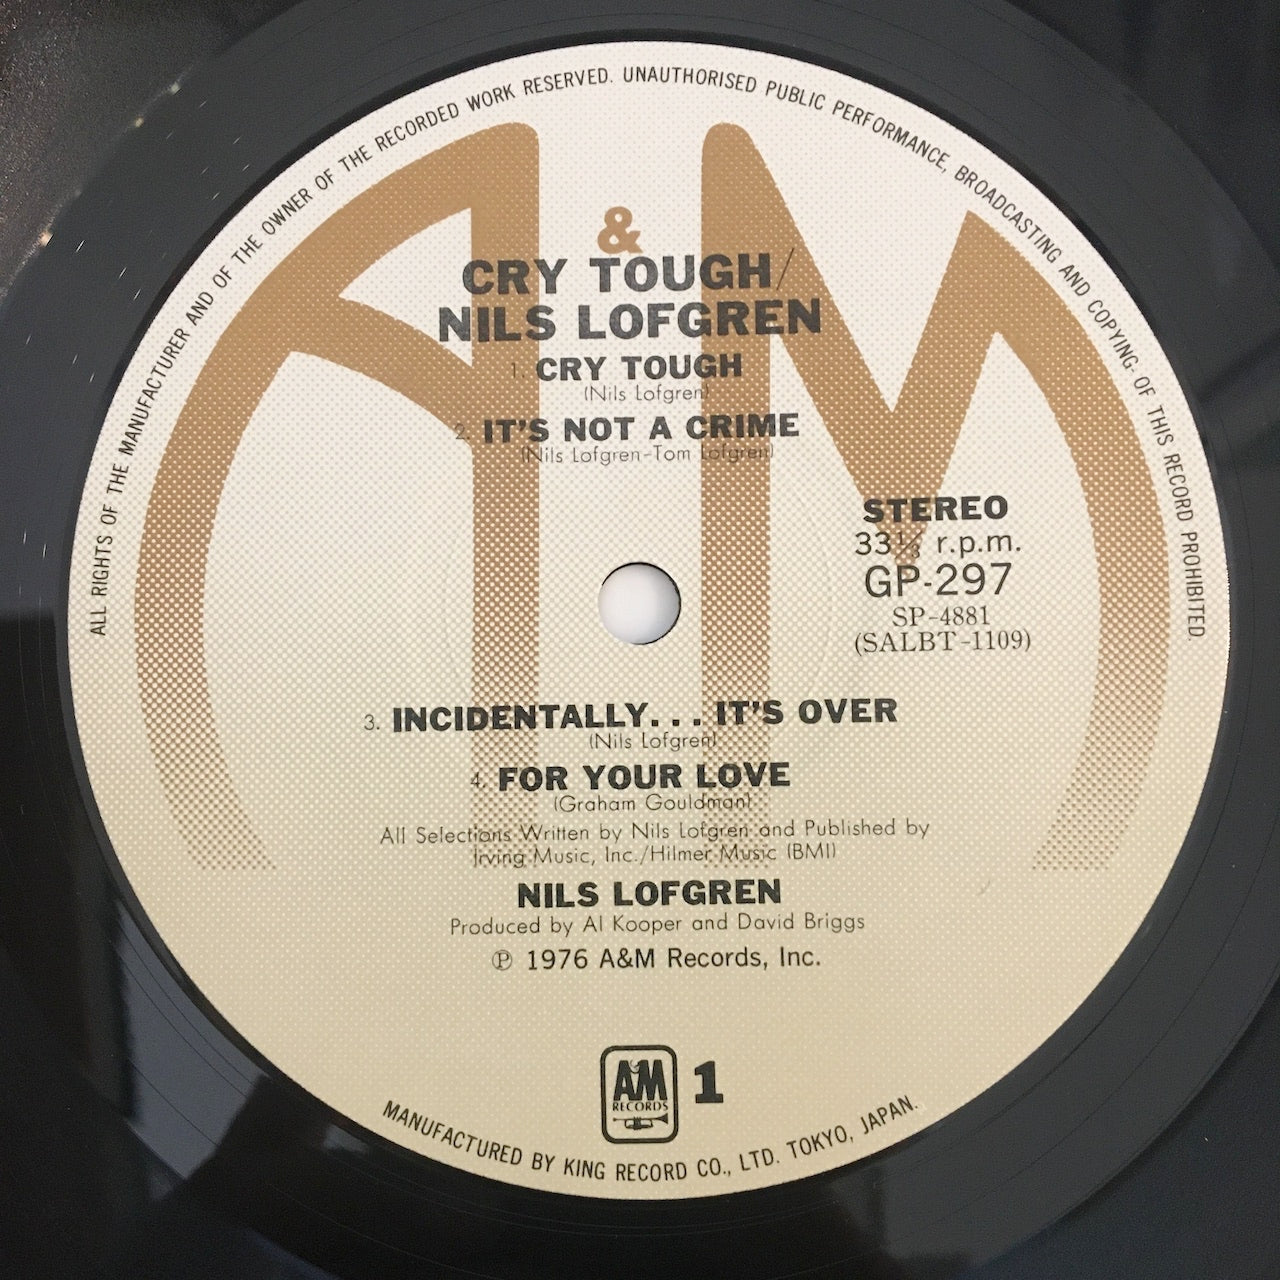 ALL RIGHTS OF THE MANUFACTURER AND OF THE OWNER OF THE RECORDED WORK RESERVED. UNAUTHORISED PUBLIC PERFORMANCE, BROADCASTING AND COPYING- OF THIS RECORD PROHIBITED.
&
CRY TOUGH/
NILS LOFGREN
1. CRY TOUGH
(Nils Lofgren)
2. IT'S NOT A CRIME
(Nils Lofgren-Tom Lofgren)
STEREO
33⅓ r.p.m.
GP-297
SP-4881
(SALBT-1109)
3. INCIDENTALLY... IT'S OVER
(Nils Lofgren)
4. FOR YOUR LOVE
(Graham Gouldman)
All Selections Written by Nils Lofgren and Published by
Irving Music, Inc./Hilmer Music (BMI)
NILS LOFGREN
Produced by Al Kooper and David Briggs
℗ 1976 A&M Records, Inc.
A&M 1
RECORDS
MANUFACTURED BY KING RECORD CO., LTD. TOKYO, JAPAN.